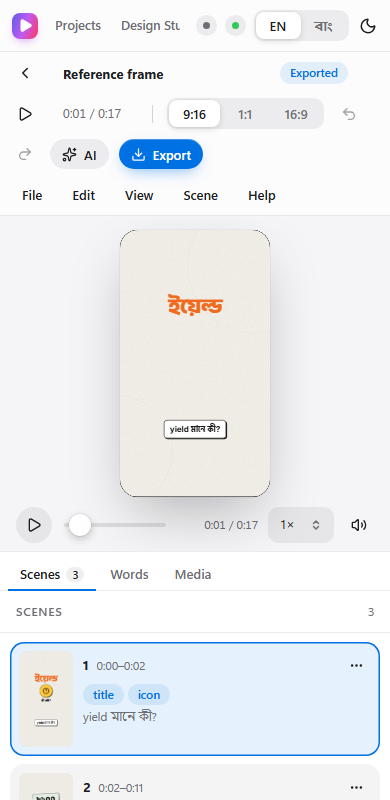 Projects Design Stu EN বাং
Reference frame Exported
0:01 / 0:17 9:16 1:1 16:9
AI Export
File Edit View Scene Help
ইয়েল্ড
yield মানে কী?
0:01 / 0:17 1×
Scenes 3 Words Media
SCENES 3
1 0:00–0:02
ইয়েল্ড
title icon
yield মানে কী?
yield মানে কী?
2 0:02–0:11